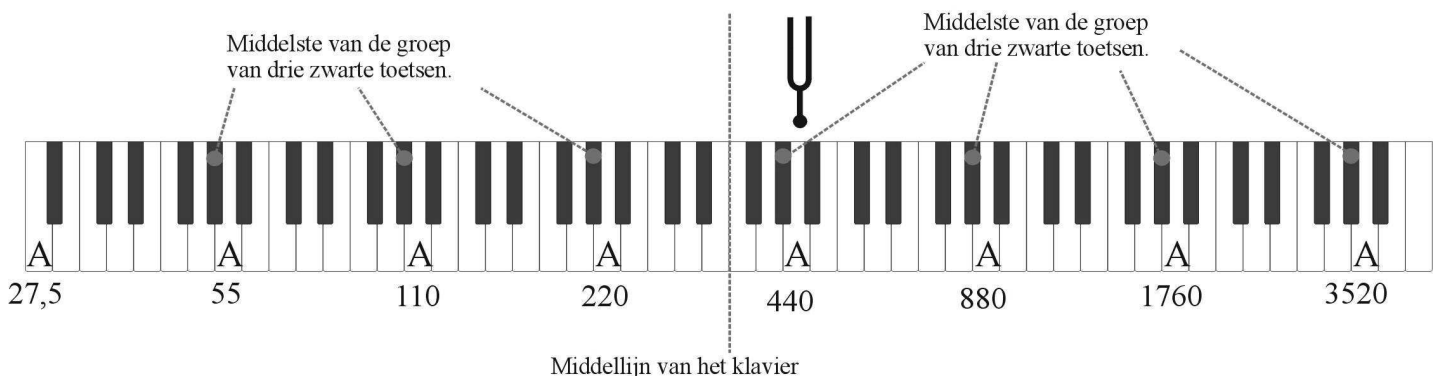 Middelste van de groep
van drie zwarte toetsen.
Middelste van de groep
van drie zwarte toetsen.
A A A A A A A A
27,5 55 110 220 440 880 1760 3520
Middellijn van het klavier